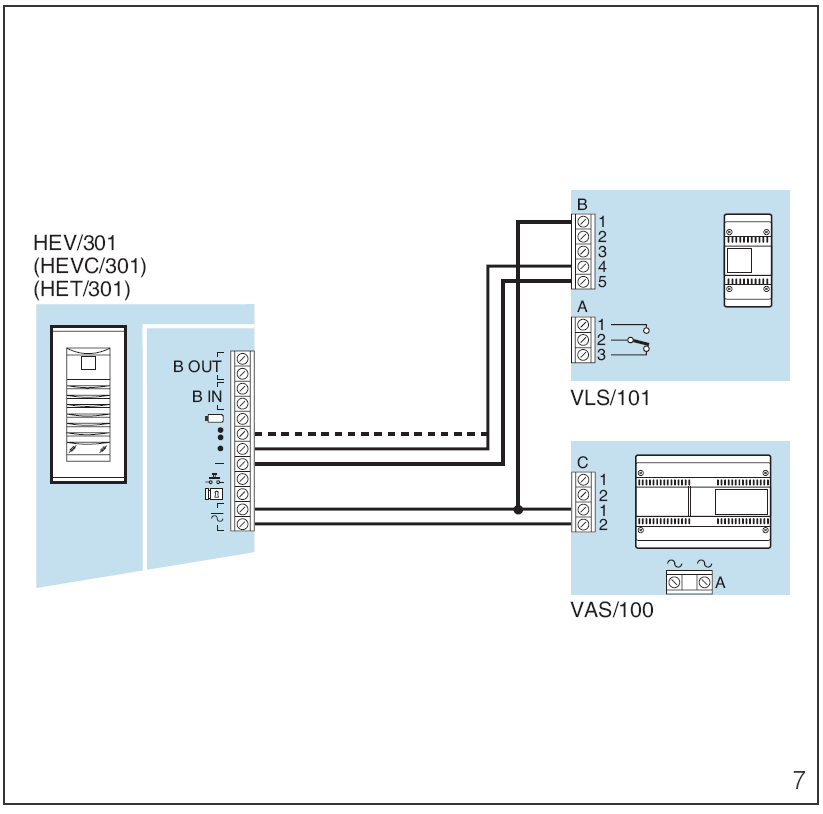 HEV/301
(HEVC/301)
(HET/301)
B OUT
B IN
B
1
2
3
4
5
A
1
2
3
VLS/101
C
1
2
1
2
A
VAS/100
7